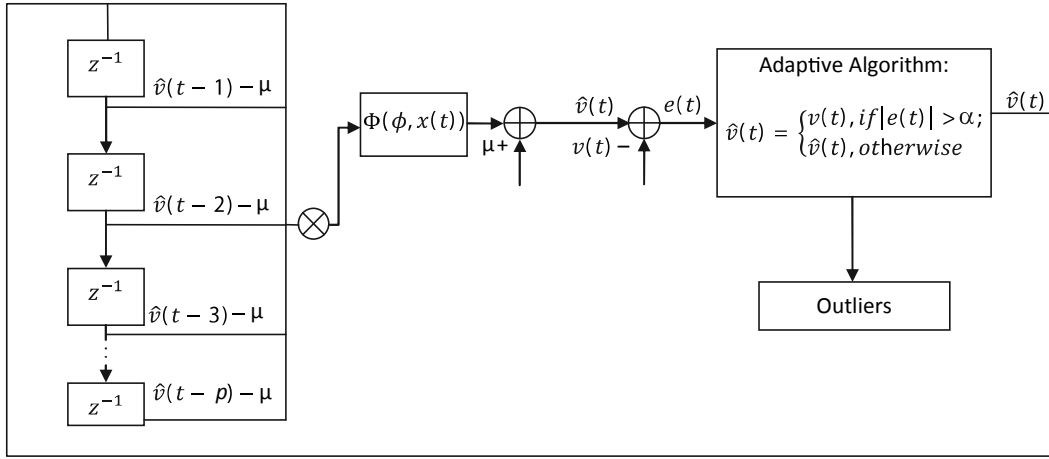 z⁻¹
v̂(t − 1) − μ
z⁻¹
v̂(t − 2) − μ
z⁻¹
v̂(t − 3) − μ
z⁻¹
v̂(t − p) − μ
Φ(ϕ, x(t))
μ+
v̂(t)
v(t) −
e(t)
Adaptive Algorithm:
v̂(t) = {v(t), if|e(t)| > α;
v̂(t), otherwise
v̂(t)
Outliers